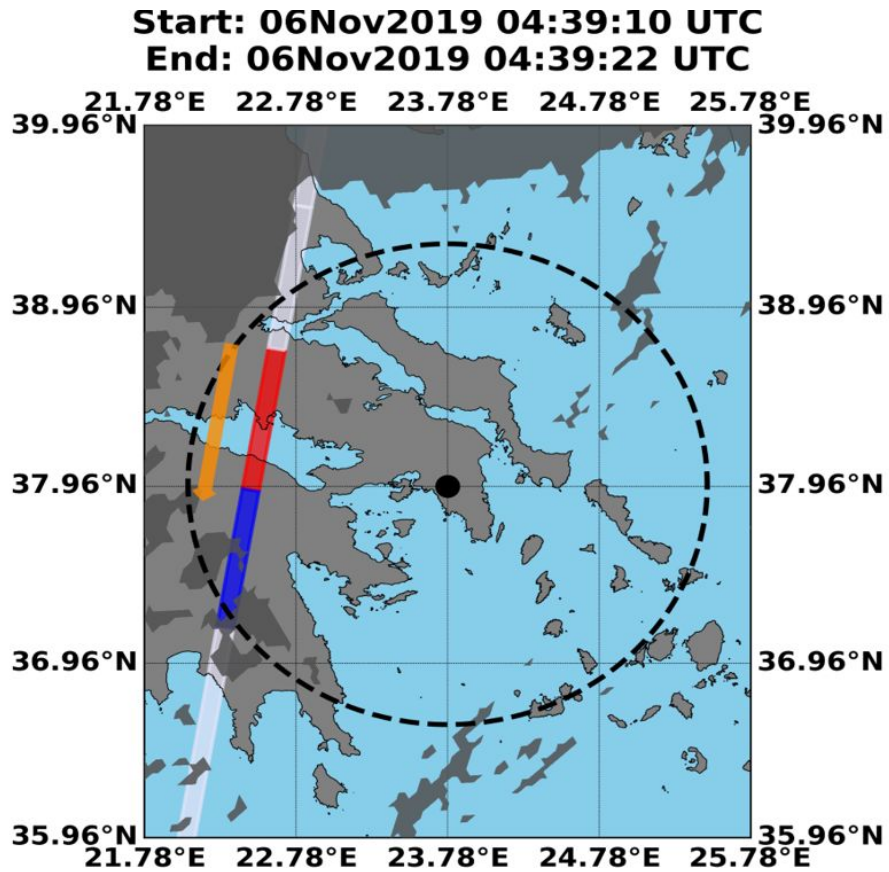 Start: 06Nov2019 04:39:10 UTC
End: 06Nov2019 04:39:22 UTC
21.78°E 22.78°E 23.78°E 24.78°E 25.78°E
39.96°N 39.96°N
38.96°N 38.96°N
37.96°N 37.96°N
36.96°N 36.96°N
35.96°N 35.96°N
21.78°E 22.78°E 23.78°E 24.78°E 25.78°E